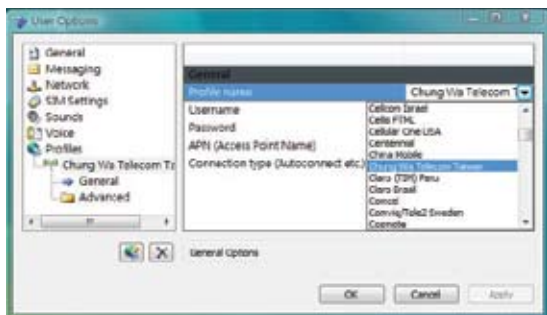 User Options
General
Messaging
Network
SIM Settings
Sounds
Voice
Profiles
Chung Wa Telecom Ta
General
Advanced
General
Profile name
Chung Wa Telecom T
Username
Password
APN (Access Point Name)
Connection type (Autoconnect etc.)
Cellcom Israel
Cells FTML
Cellular One USA
Centennial
China Mobile
Chung Wa Telecom Taiwan
Claro (TIM) Peru
Claro Brasil
Comcel
Comviq/Tele2 Sweden
Cosmote
General Options
OK
Cancel
Apply